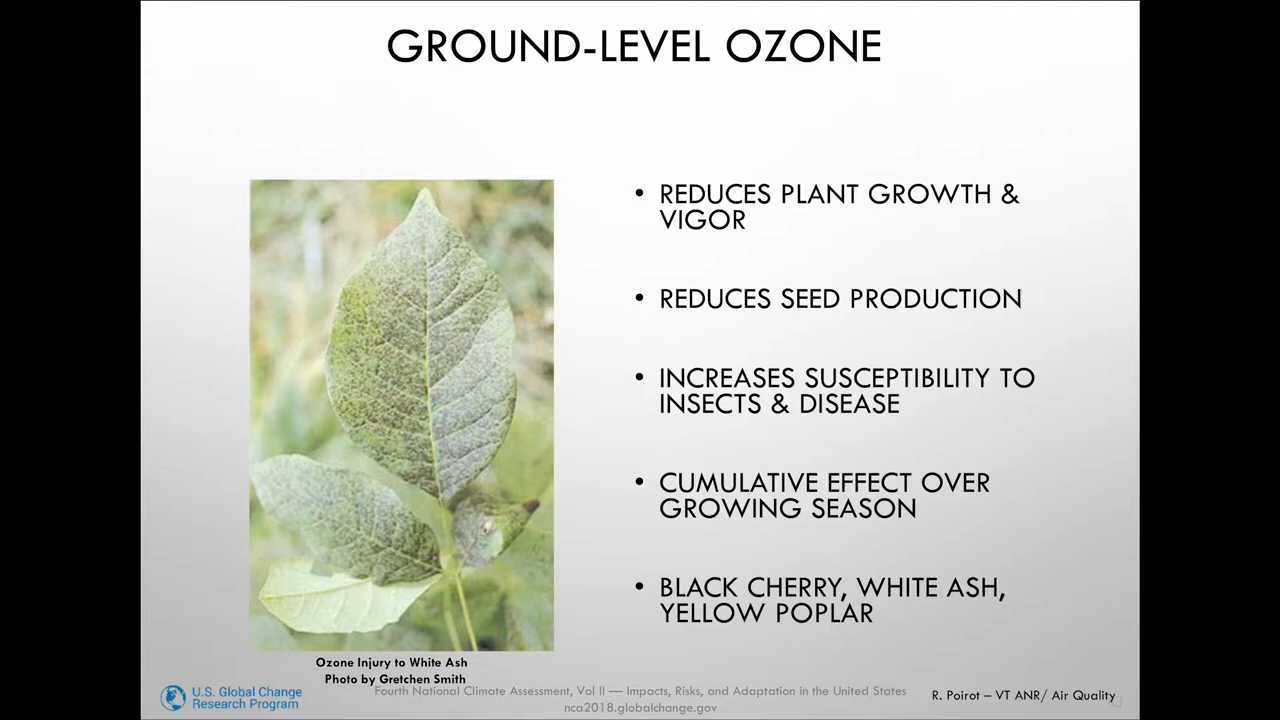 GROUND-LEVEL OZONE
• REDUCES PLANT GROWTH &
VIGOR
• REDUCES SEED PRODUCTION
• INCREASES SUSCEPTIBILITY TO
INSECTS & DISEASE
• CUMULATIVE EFFECT OVER
GROWING SEASON
• BLACK CHERRY, WHITE ASH,
YELLOW POPLAR
Ozone Injury to White Ash
Photo by Gretchen Smith
U.S. Global Change
Research Program
Fourth National Climate Assessment, Vol II — Impacts, Risks, and Adaptation in the United States
nca2018.globalchange.gov
R. Poirot – VT ANR/ Air Quality